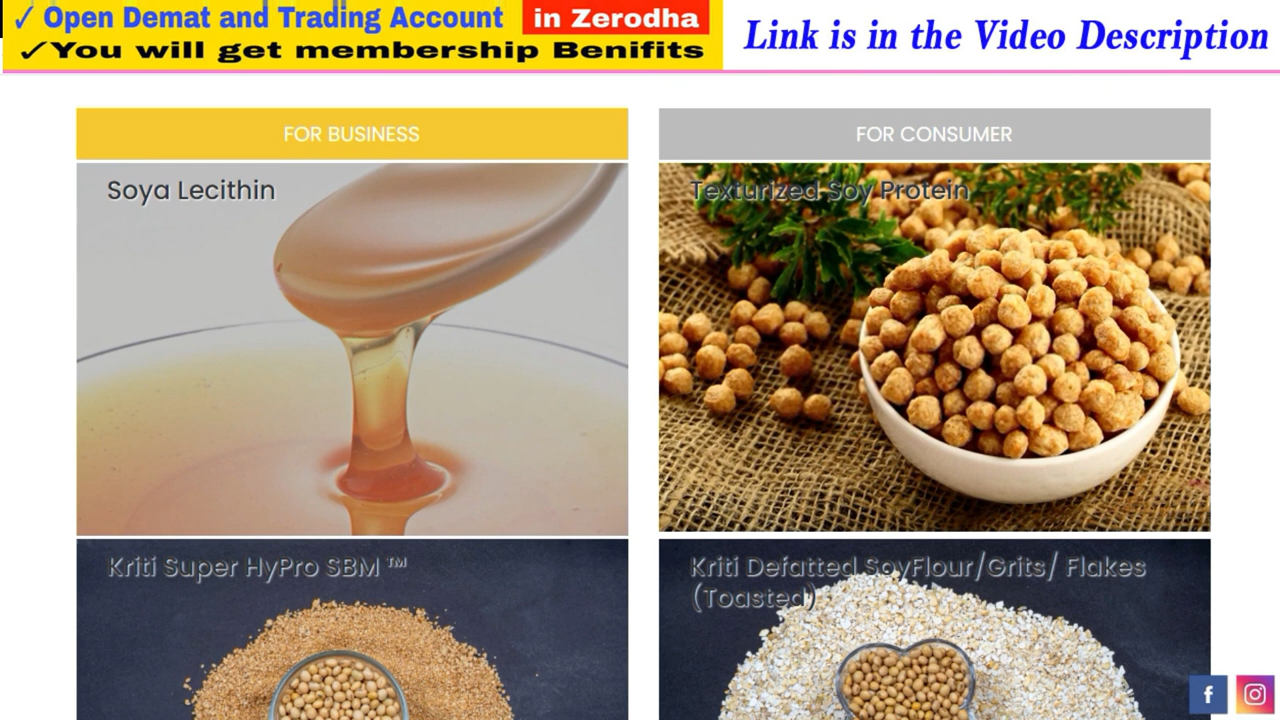 ✓ Open Demat and Trading Account in Zerodha
✓You will get membership Benifits
Link is in the Video Description
FOR BUSINESS
FOR CONSUMER
Soya Lecithin
Texturized Soy Protein
Kriti Super HyPro SBM ™
Kriti Defatted SoyFlour/Grits/ Flakes
(Toasted)